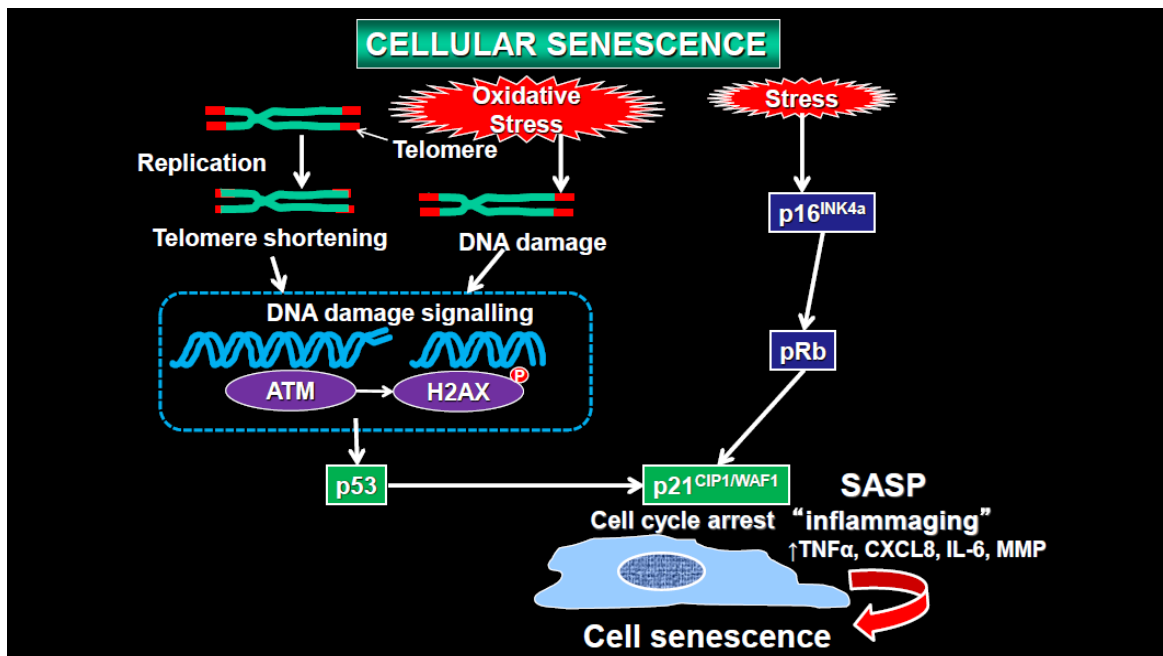 CELLULAR SENESCENCE
Oxidative
Stress
Stress
Telomere
Replication
p16INK4a
Telomere shortening
DNA damage
DNA damage signalling
pRb
P
ATM
H2AX
p53
p21CIP1/WAF1
SASP
Cell cycle arrest
“inflammaging”
↑TNFα, CXCL8, IL-6, MMP
Cell senescence